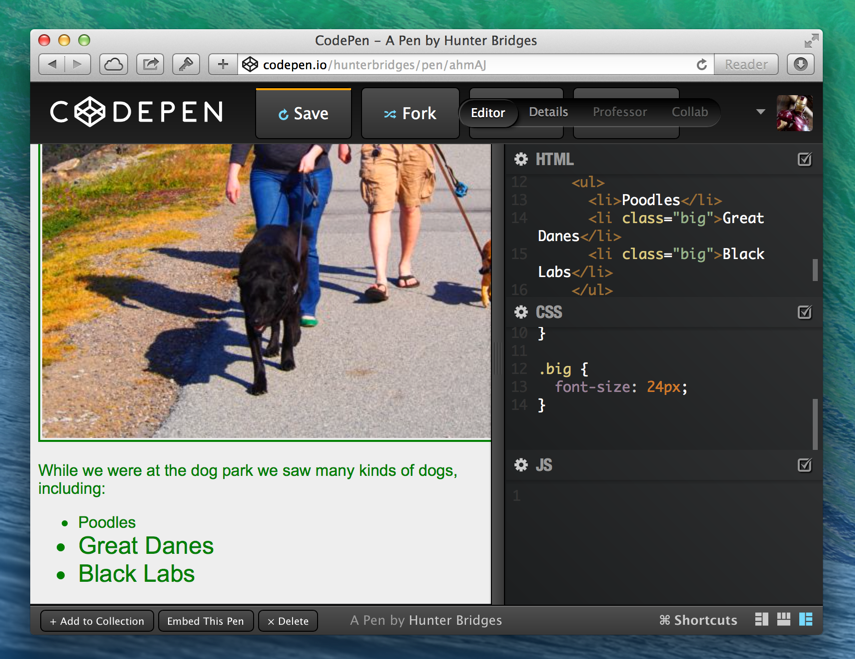 CodePen – A Pen by Hunter Bridges
codepen.io/hunterbridges/pen/ahmAJ
Reader
CODEPEN
Save
Fork
Editor
Details
Professor
Collab
HTML
12 <ul>
13 <li>Poodles</li>
14 <li class="big">Great
Danes</li>
15 <li class="big">Black
Labs</li>
16 </ul>
CSS
10 }
11
12 .big {
13 font-size: 24px;
14 }
JS
1
While we were at the dog park we saw many kinds of dogs,
including:
• Poodles
• Great Danes
• Black Labs
+ Add to Collection
Embed This Pen
× Delete
A Pen by Hunter Bridges
⌘ Shortcuts